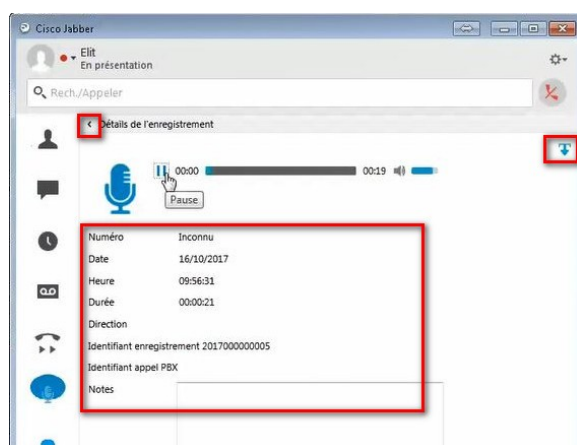 Cisco Jabber
Elit
En présentation
Rech./Appeler
Détails de l'enregistrement
00:00 00:19
Pause
Numéro Inconnu
Date 16/10/2017
Heure 09:56:31
Durée 00:00:21
Direction
Identifiant enregistrement 2017000000005
Identifiant appel PBX
Notes